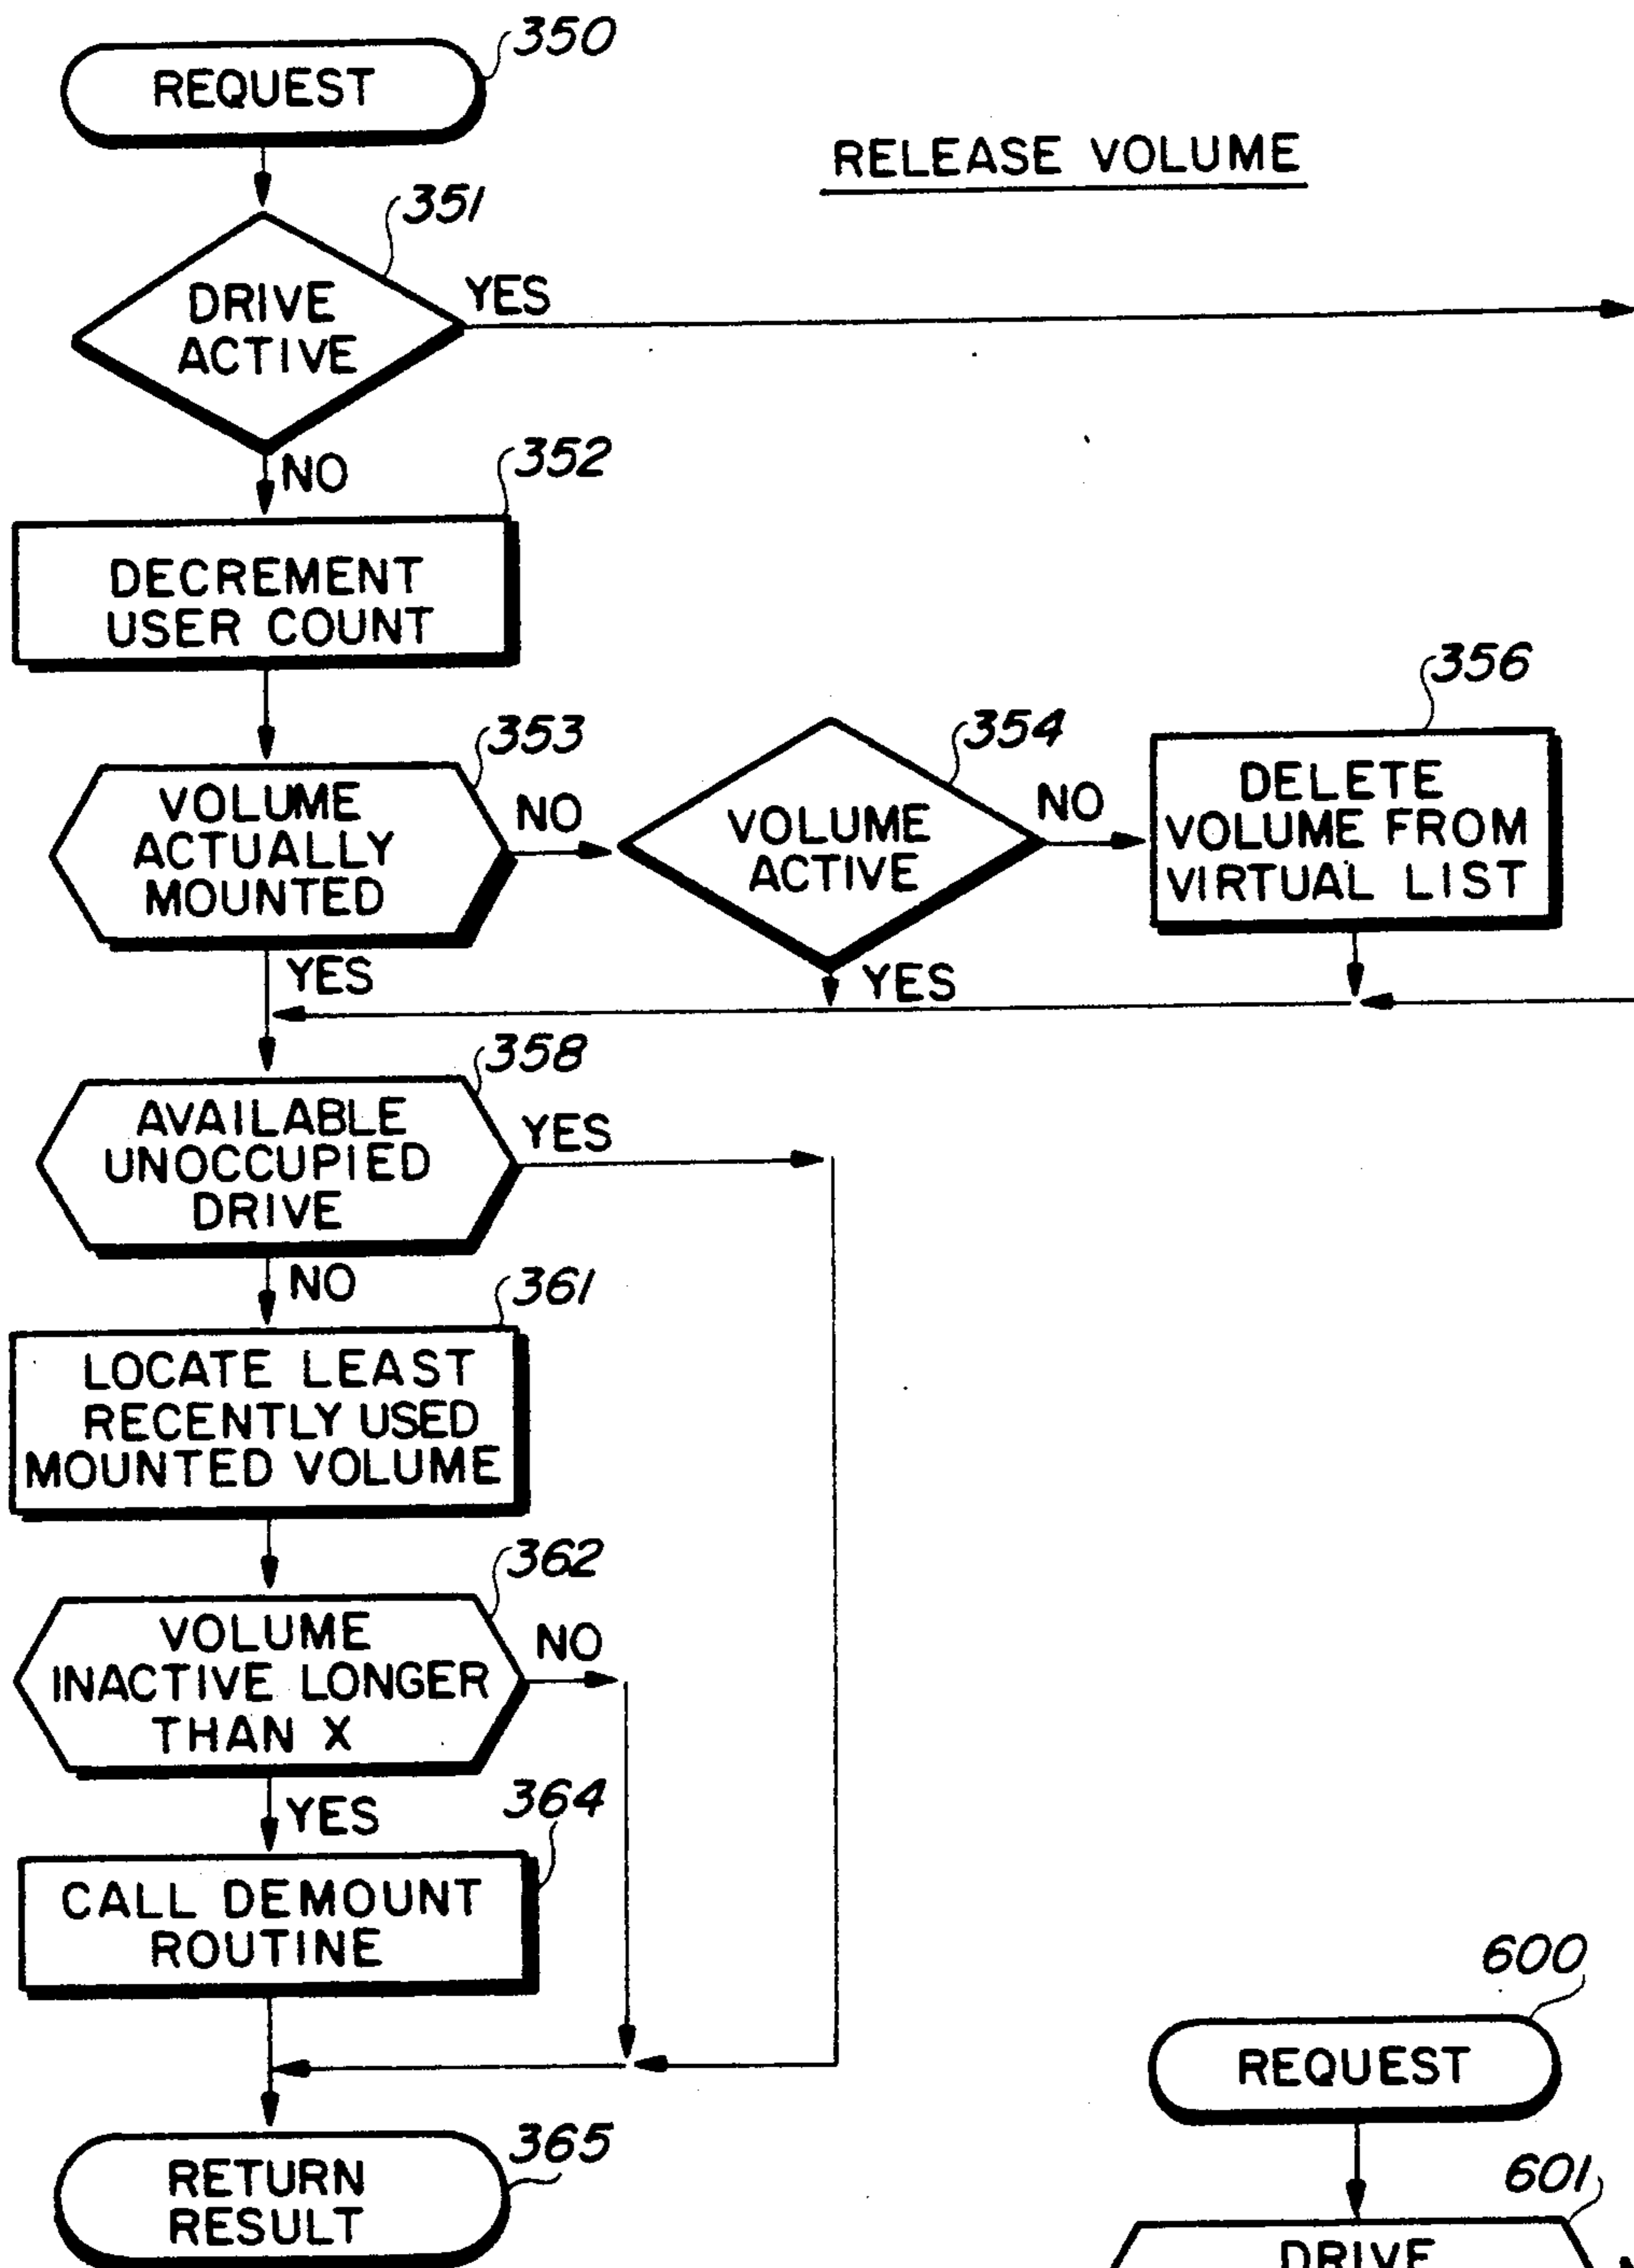 350
REQUEST
RELEASE VOLUME
351
DRIVE
ACTIVE
YES
NO
352
DECREMENT
USER COUNT
353
VOLUME
ACTUALLY
MOUNTED
NO
YES
354
VOLUME
ACTIVE
NO
YES
356
DELETE
VOLUME FROM
VIRTUAL LIST
358
AVAILABLE
UNOCCUPIED
DRIVE
YES
NO
361
LOCATE LEAST
RECENTLY USED
MOUNTED VOLUME
362
VOLUME
INACTIVE LONGER
THAN X
NO
YES
364
CALL DEMOUNT
ROUTINE
365
RETURN
RESULT
600
REQUEST
601
DRIVE